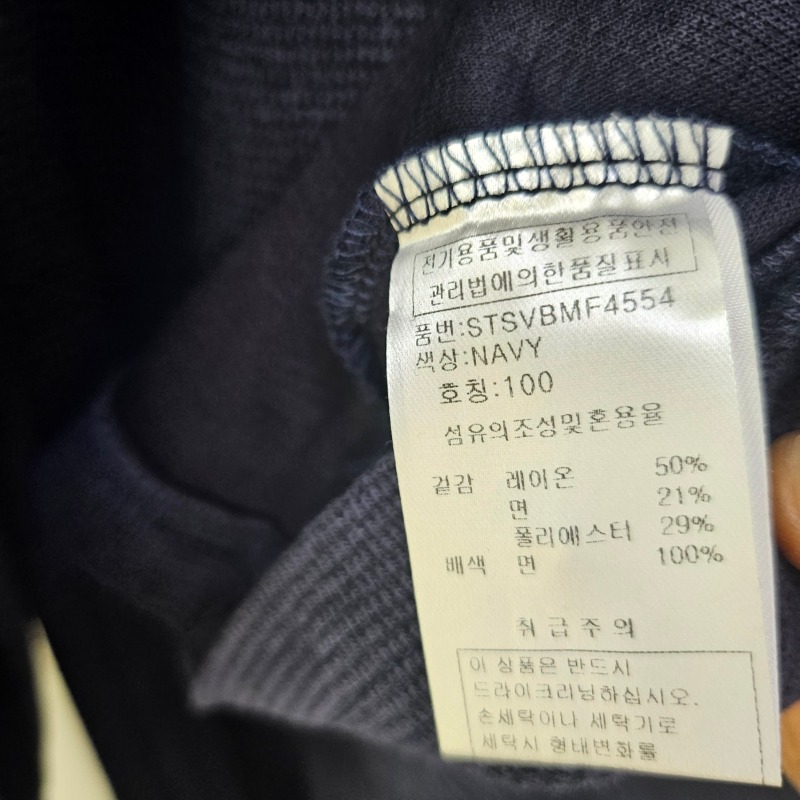 전기용품및생활용품안전
관리법에의한품질표시
품번:STSVBMF4554
색상:NAVY
호칭:100
섬유의조성및혼용율
겉감 레이온 50%
면 21%
폴리에스터 29%
배색 면 100%
취급주의
이 상품은 반드시
드라이크리닝하십시오.
손세탁이나 세탁기로
세탁시 형태변화를